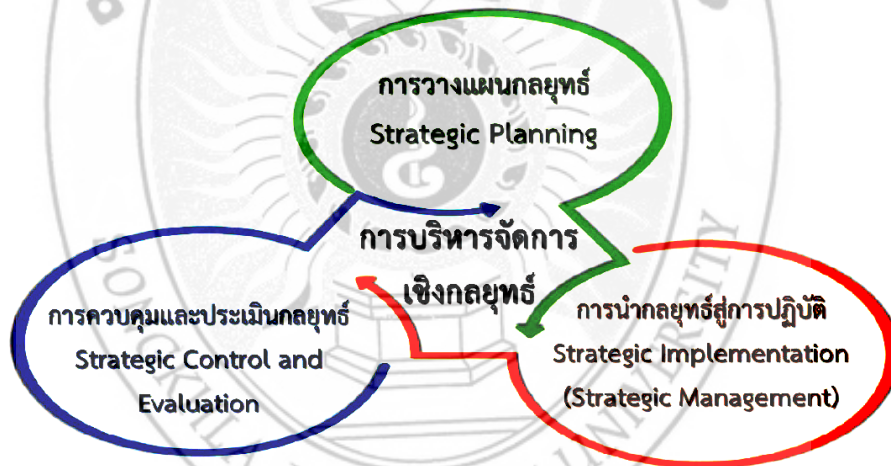 การวางแผนกลยุทธ์
Strategic Planning
การบริหารจัดการ
เชิงกลยุทธ์
การควบคุมและประเมินกลยุทธ์
Strategic Control and
Evaluation
การนำกลยุทธ์สู่การปฏิบัติ
Strategic Implementation
(Strategic Management)